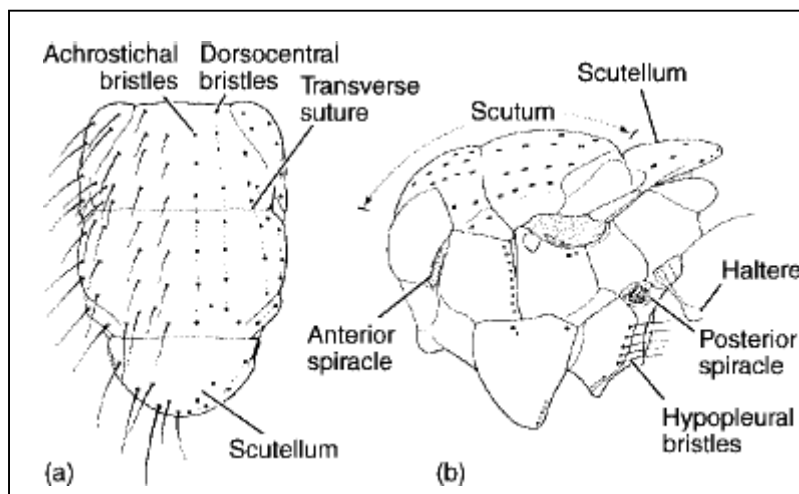 Achrostichal
bristles
Dorsocentral
bristles
Transverse
suture
Scutellum
(a)
Scutellum
Scutum
Haltere
Anterior
spiracle
Posterior
spiracle
Hypopleural
bristles
(b)